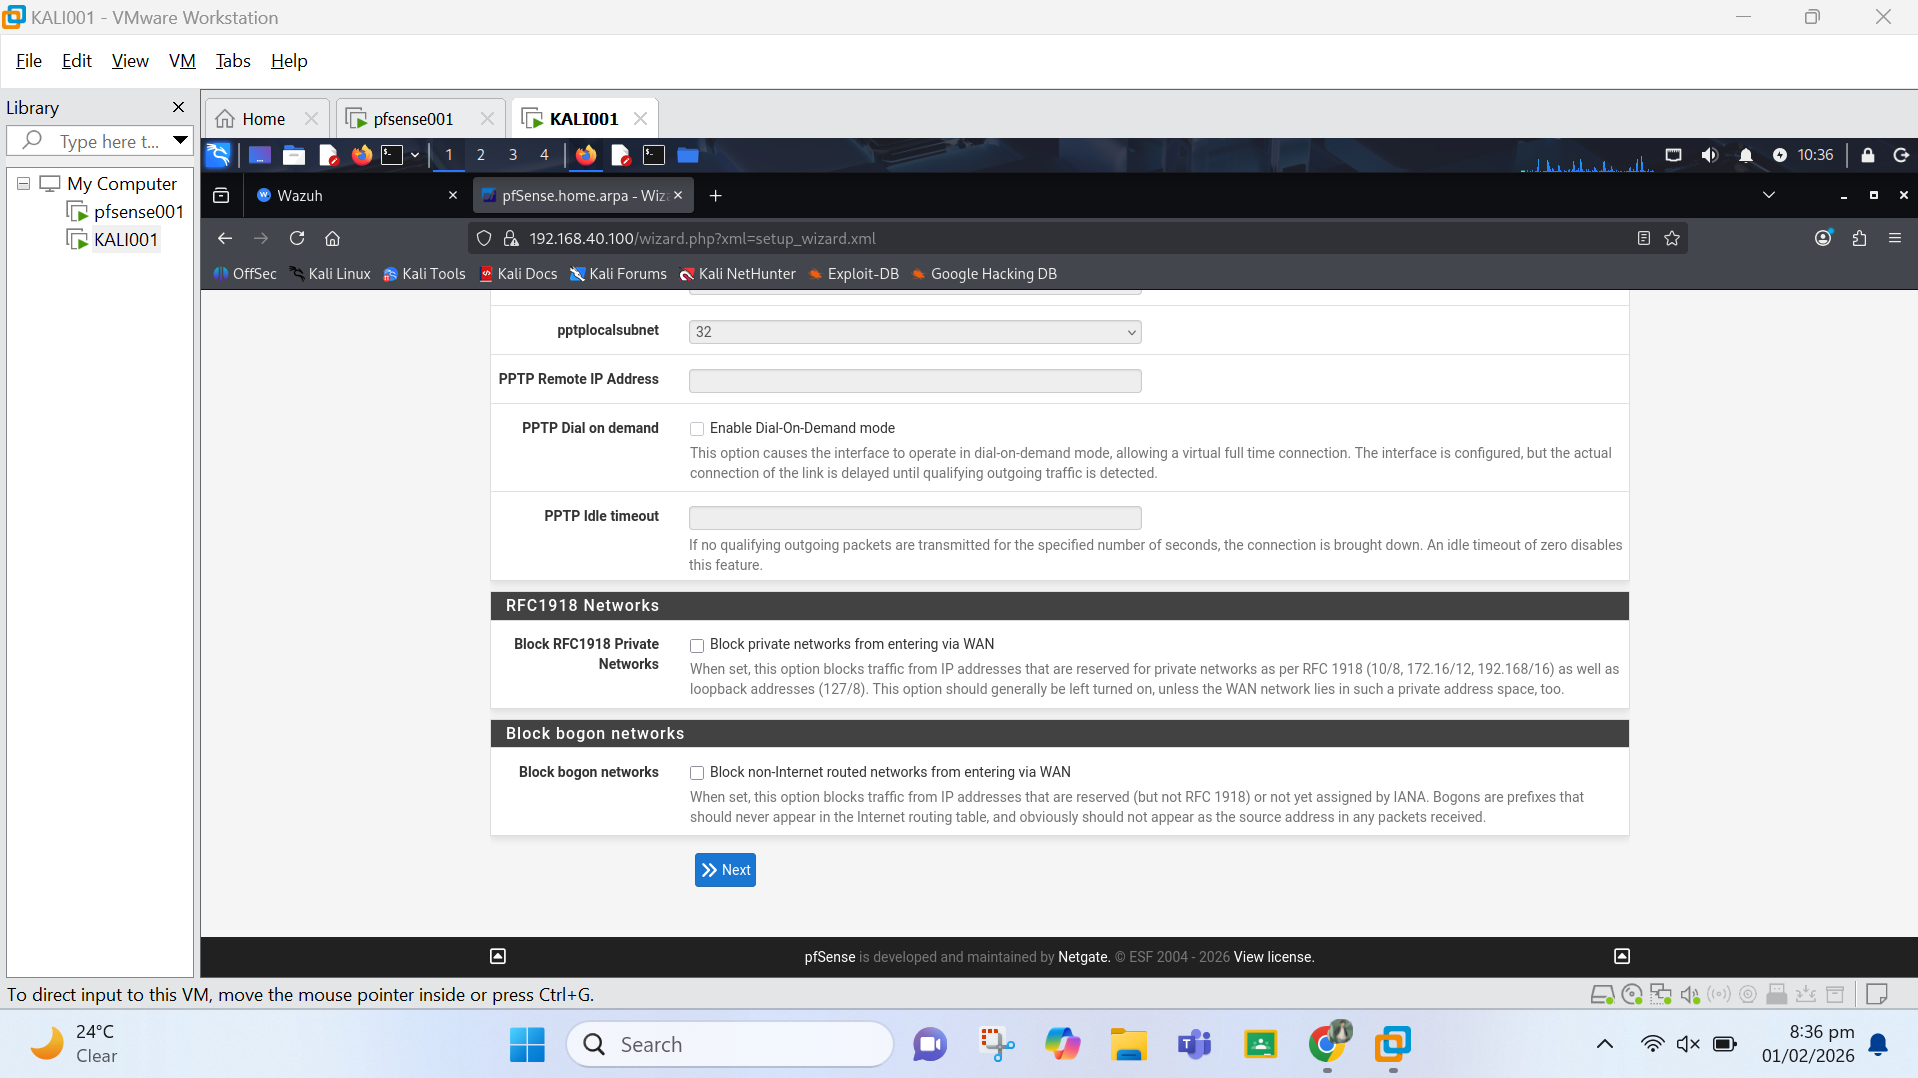 KALI001 - VMware Workstation
File Edit View VM Tabs Help
Library
Type here t...
My Computer
pfsense001
KALI001
Home
pfsense001
KALI001
1 2 3 4
10:36
Wazuh
pfSense.home.arpa - Wiz
192.168.40.100/wizard.php?xml=setup_wizard.xml
OffSec Kali Linux Kali Tools Kali Docs Kali Forums Kali NetHunter Exploit-DB Google Hacking DB
pptplocalsubnet
32
PPTP Remote IP Address
PPTP Dial on demand
Enable Dial-On-Demand mode
This option causes the interface to operate in dial-on-demand mode, allowing a virtual full time connection. The interface is configured, but the actual
connection of the link is delayed until qualifying outgoing traffic is detected.
PPTP Idle timeout
If no qualifying outgoing packets are transmitted for the specified number of seconds, the connection is brought down. An idle timeout of zero disables
this feature.
RFC1918 Networks
Block RFC1918 Private
Networks
Block private networks from entering via WAN
When set, this option blocks traffic from IP addresses that are reserved for private networks as per RFC 1918 (10/8, 172.16/12, 192.168/16) as well as
loopback addresses (127/8). This option should generally be left turned on, unless the WAN network lies in such a private address space, too.
Block bogon networks
Block bogon networks
Block non-Internet routed networks from entering via WAN
When set, this option blocks traffic from IP addresses that are reserved (but not RFC 1918) or not yet assigned by IANA. Bogons are prefixes that
should never appear in the Internet routing table, and obviously should not appear as the source address in any packets received.
Next
pfSense is developed and maintained by Netgate. © ESF 2004 - 2026 View license.
To direct input to this VM, move the mouse pointer inside or press Ctrl+G.
24°C
Clear
Search
8:36 pm
01/02/2026